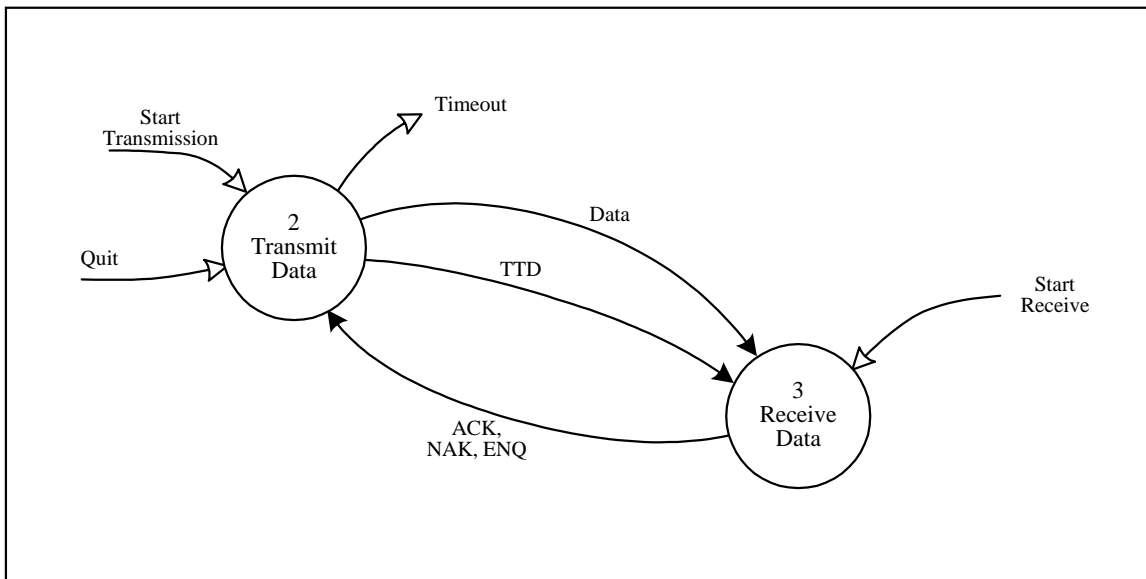 Timeout
Start
Transmission
2
Transmit
Data
Data
Quit
TTD
Start
Receive
3
Receive
Data
ACK,
NAK, ENQ